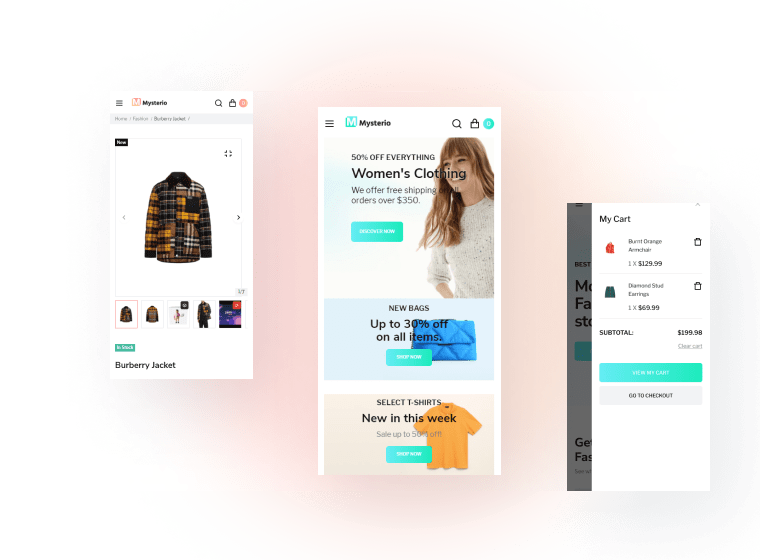 M Mysterio
0
Home / Fashion / Burberry Jacket /
New
1/7
In Stock
Burberry Jacket
M Mysterio
0
50% OFF EVERYTHING
Women's Clothing
We offer free shipping on all
orders over $350.
DISCOVER NOW
NEW BAGS
Up to 30% off
on all items.
SHOP NOW
SELECT T-SHIRTS
New in this week
Sale up to 50% off!
SHOP NOW
BEST
Mo
Fa
sto
Get
Fas
See w
My Cart
Burnt Orange
Armchair
1 X $129.99
Diamond Stud
Earrings
1 X $69.99
SUBTOTAL: $199.98
Clear cart
VIEW MY CART
GO TO CHECKOUT